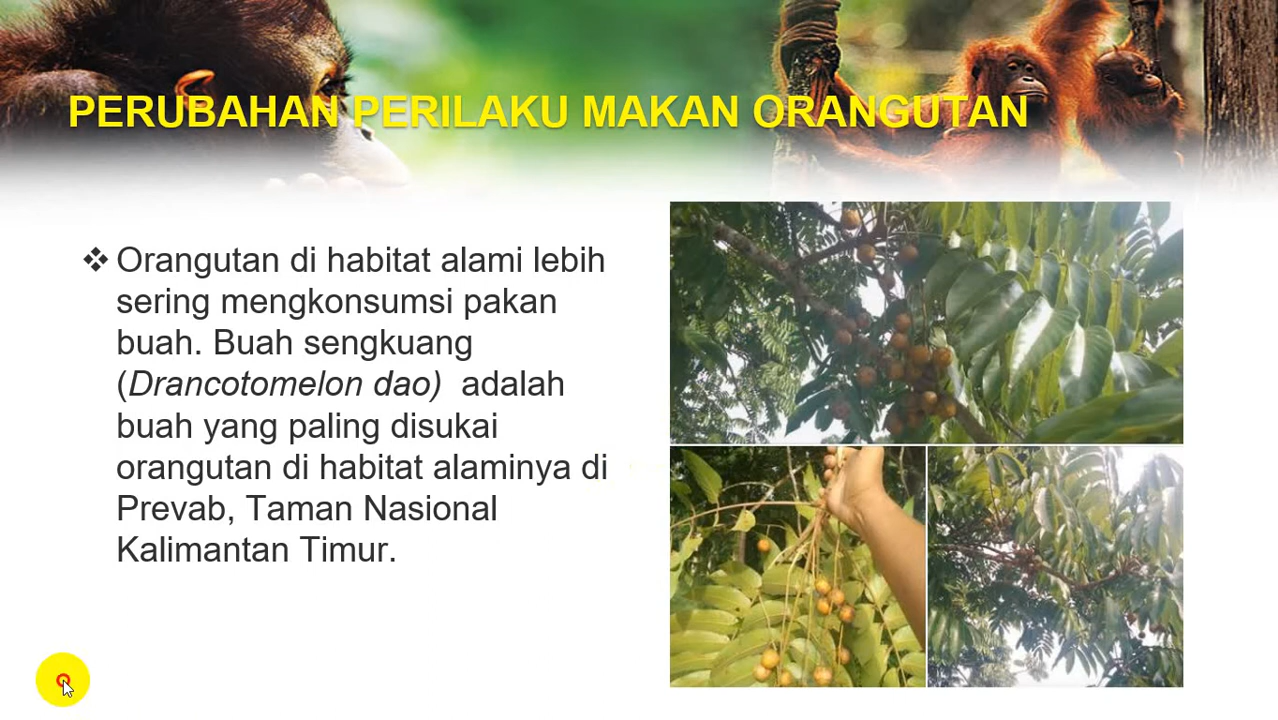 PERUBAHAN PERILAKU MAKAN ORANGUTAN
❖ Orangutan di habitat alami lebih
sering mengkonsumsi pakan
buah. Buah sengkuang
(Drancotomelon dao) adalah
buah yang paling disukai
orangutan di habitat alaminya di
Prevab, Taman Nasional
Kalimantan Timur.